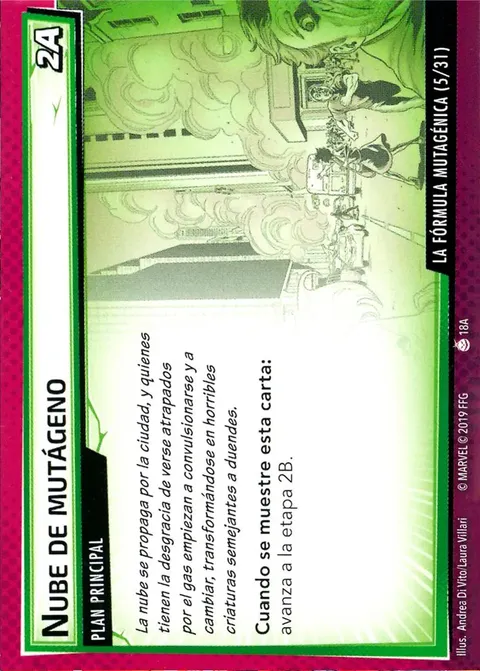 NUBE DE MUTÁGENO
2A
PLAN PRINCIPAL
La nube se propaga por la ciudad, y quienes
tienen la desgracia de verse atrapados
por el gas empiezan a convulsionarse y a
cambiar, transformándose en horribles
criaturas semejantes a duendes.
Cuando se muestre esta carta:
avanza a la etapa 2B.
LA FÓRMULA MUTAGÉNICA (5/31)
Illus. Andrea Di Vito/Laura Villari
© MARVEL © 2019 FFG
18A